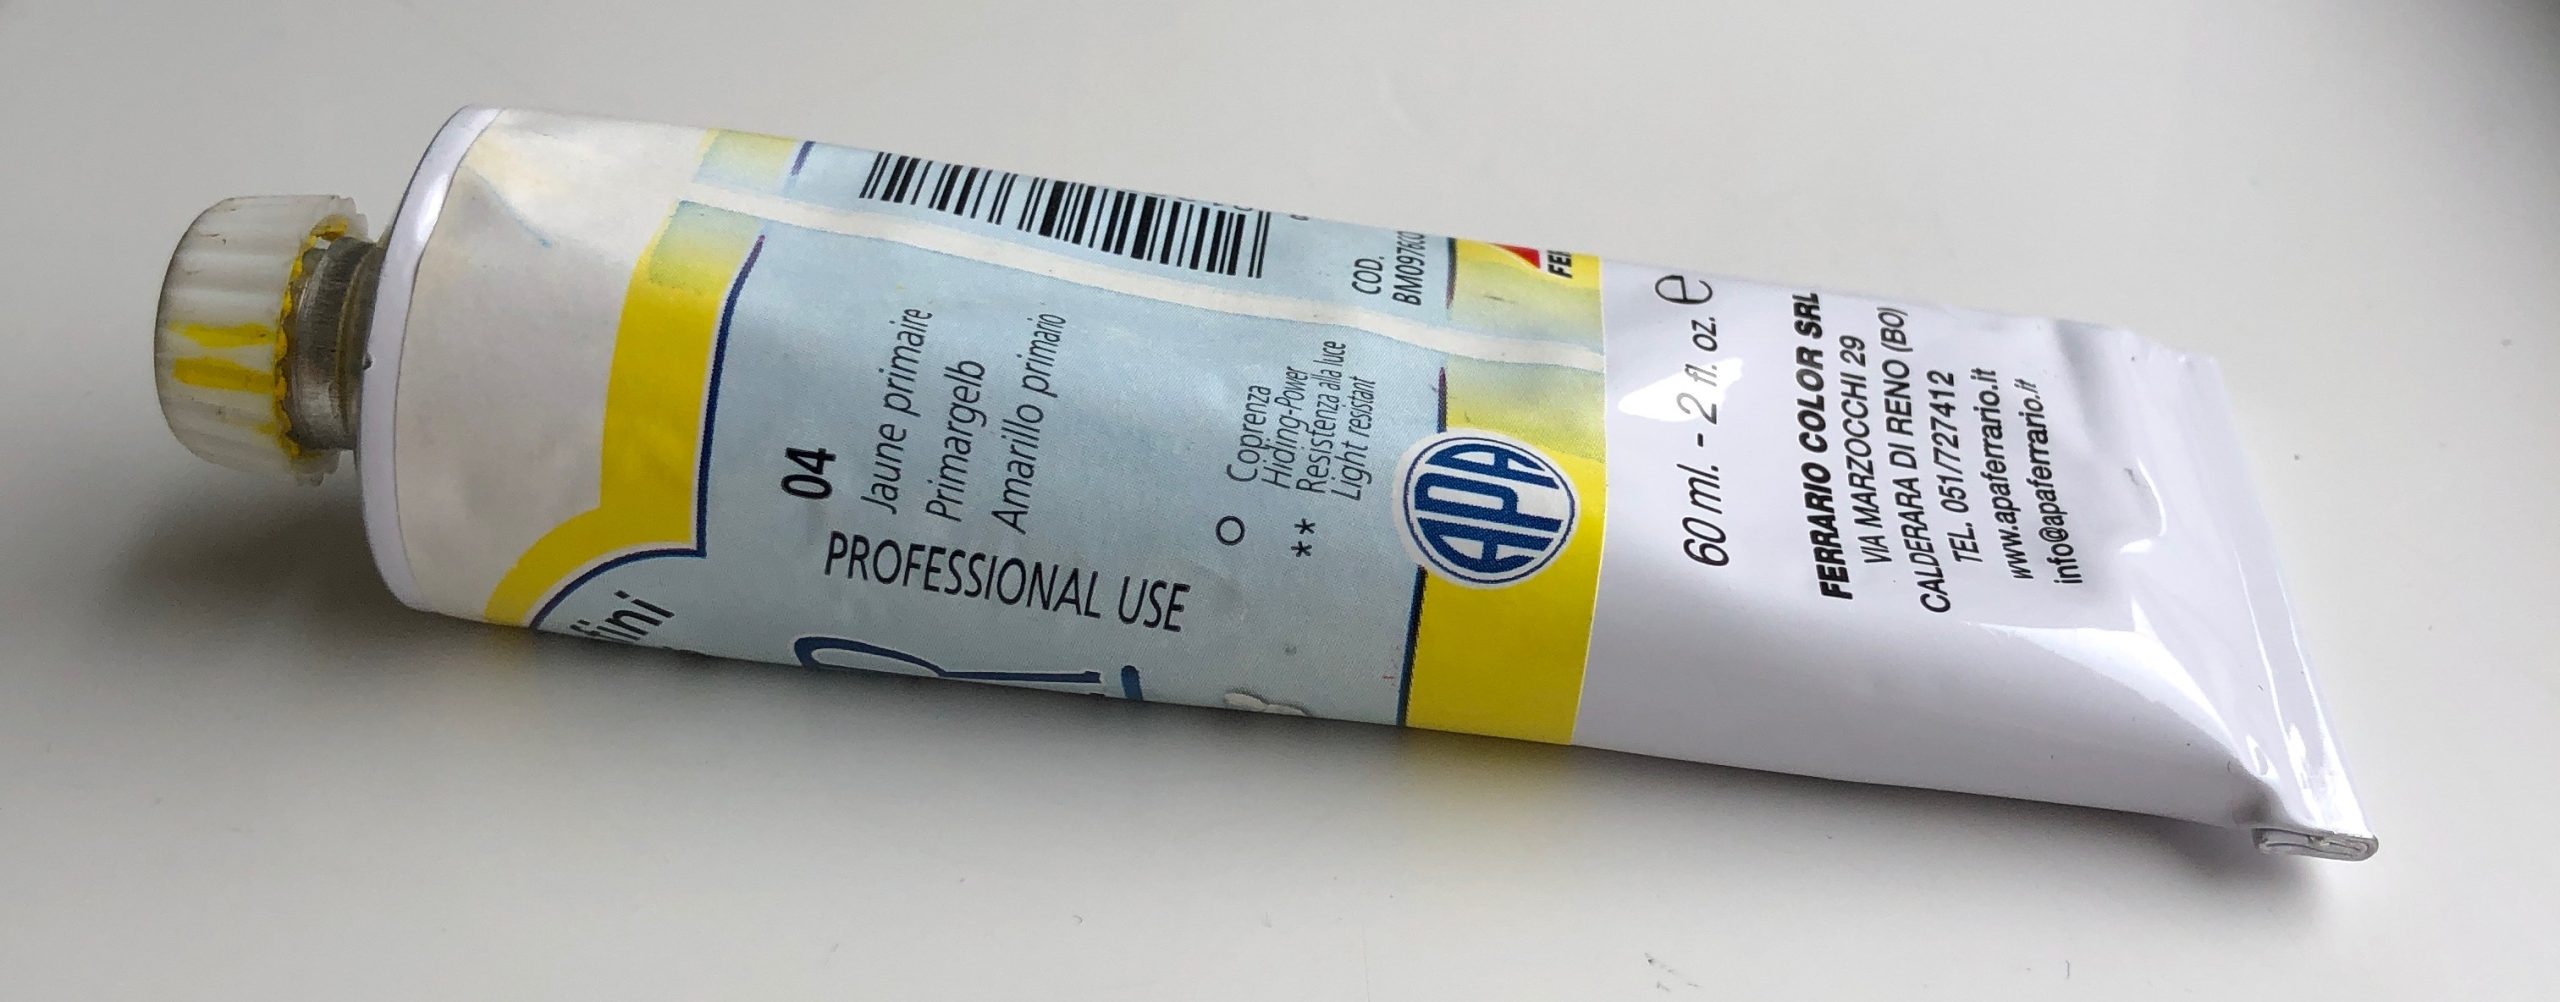 04
Jaune primaire
Primargelb
Amarillo primario
PROFESSIONAL USE
O Coprenza
Hiding-Power
** Resistenza alla luce
Light resistant
COD.
BM0976CO
APA
60 ml. - 2 fl. oz. e
FERRARIO COLOR SRL
VIA MARZOCCHI 29
CALDERARA DI RENO (BO)
TEL. 051/727412
www.apaferrario.it
info@apaferrario.it